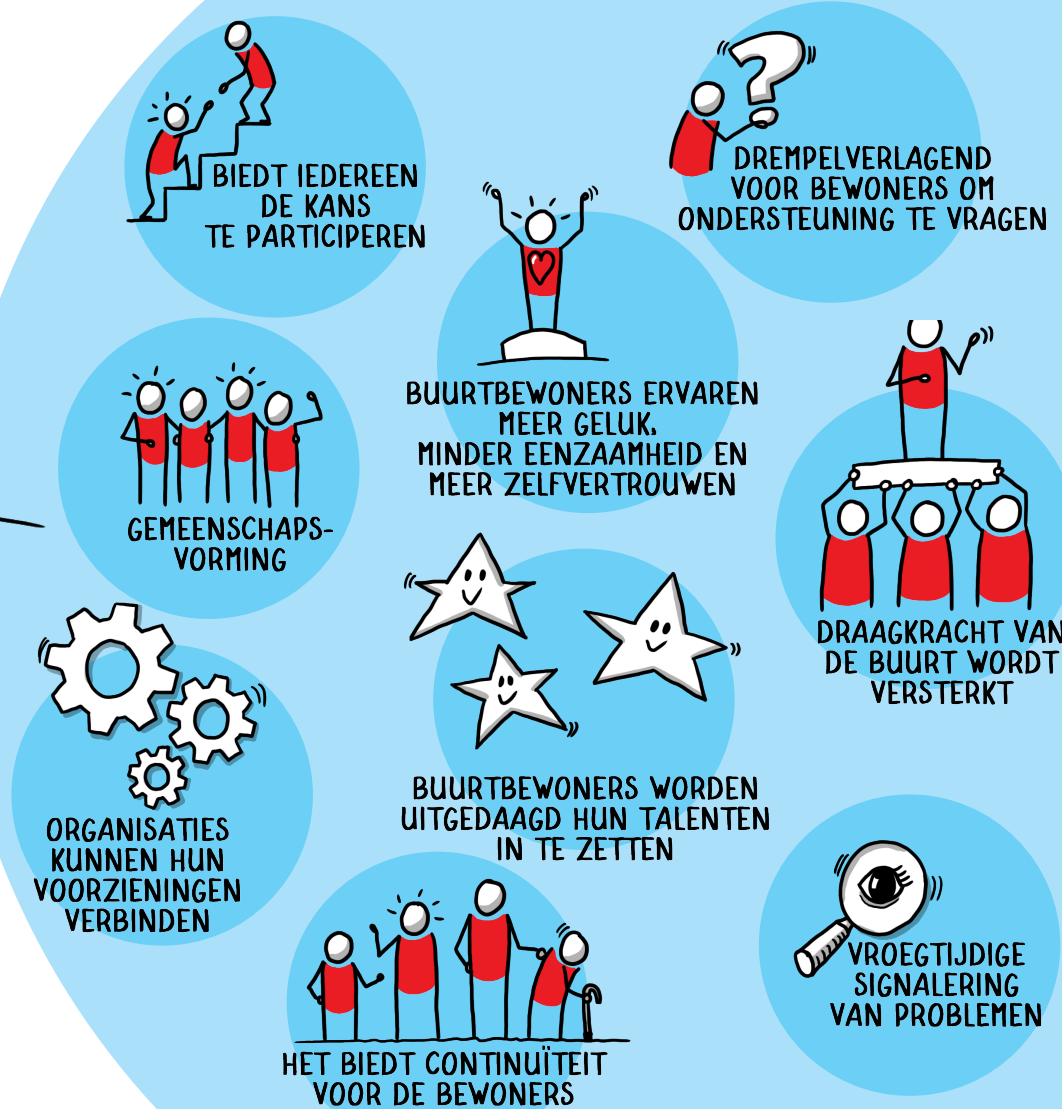 BIEDT IEDEREEN
DE KANS
TE PARTICIPEREN
DREMPELVERLAGEND
VOOR BEWONERS OM
ONDERSTEUNING TE VRAGEN
BUURTBEWONERS ERVAREN
MEER GELUK,
MINDER EENZAAMHEID EN
MEER ZELFVERTROUWEN
GEMEENSCHAPS-
VORMING
DRAAGKRACHT VAN
DE BUURT WORDT
VERSTERKT
BUURTBEWONERS WORDEN
UITGEDAAGD HUN TALENTEN
IN TE ZETTEN
ORGANISATIES
KUNNEN HUN
VOORZIENINGEN
VERBINDEN
VROEGTIJDIGE
SIGNALERING
VAN PROBLEMEN
HET BIEDT CONTINUÏTEIT
VOOR DE BEWONERS